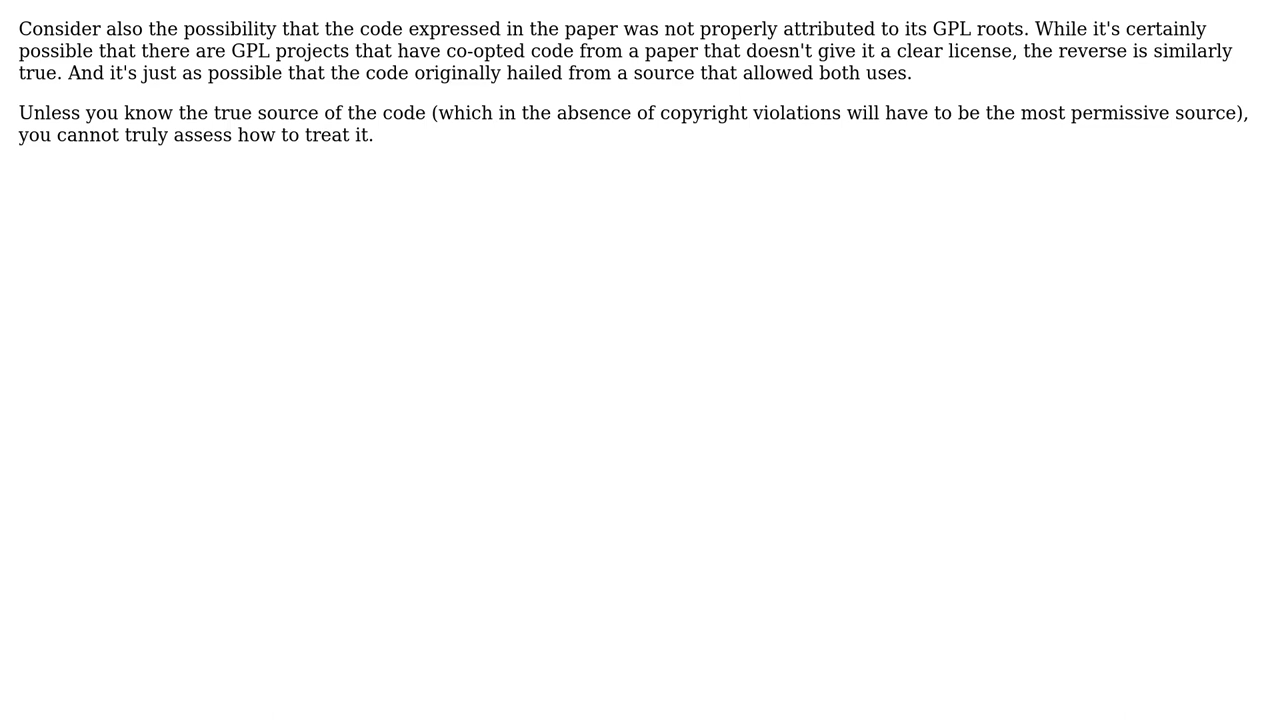 Consider also the possibility that the code expressed in the paper was not properly attributed to its GPL roots. While it's certainly
possible that there are GPL projects that have co-opted code from a paper that doesn't give it a clear license, the reverse is similarly
true. And it's just as possible that the code originally hailed from a source that allowed both uses.
Unless you know the true source of the code (which in the absence of copyright violations will have to be the most permissive source),
you cannot truly assess how to treat it.